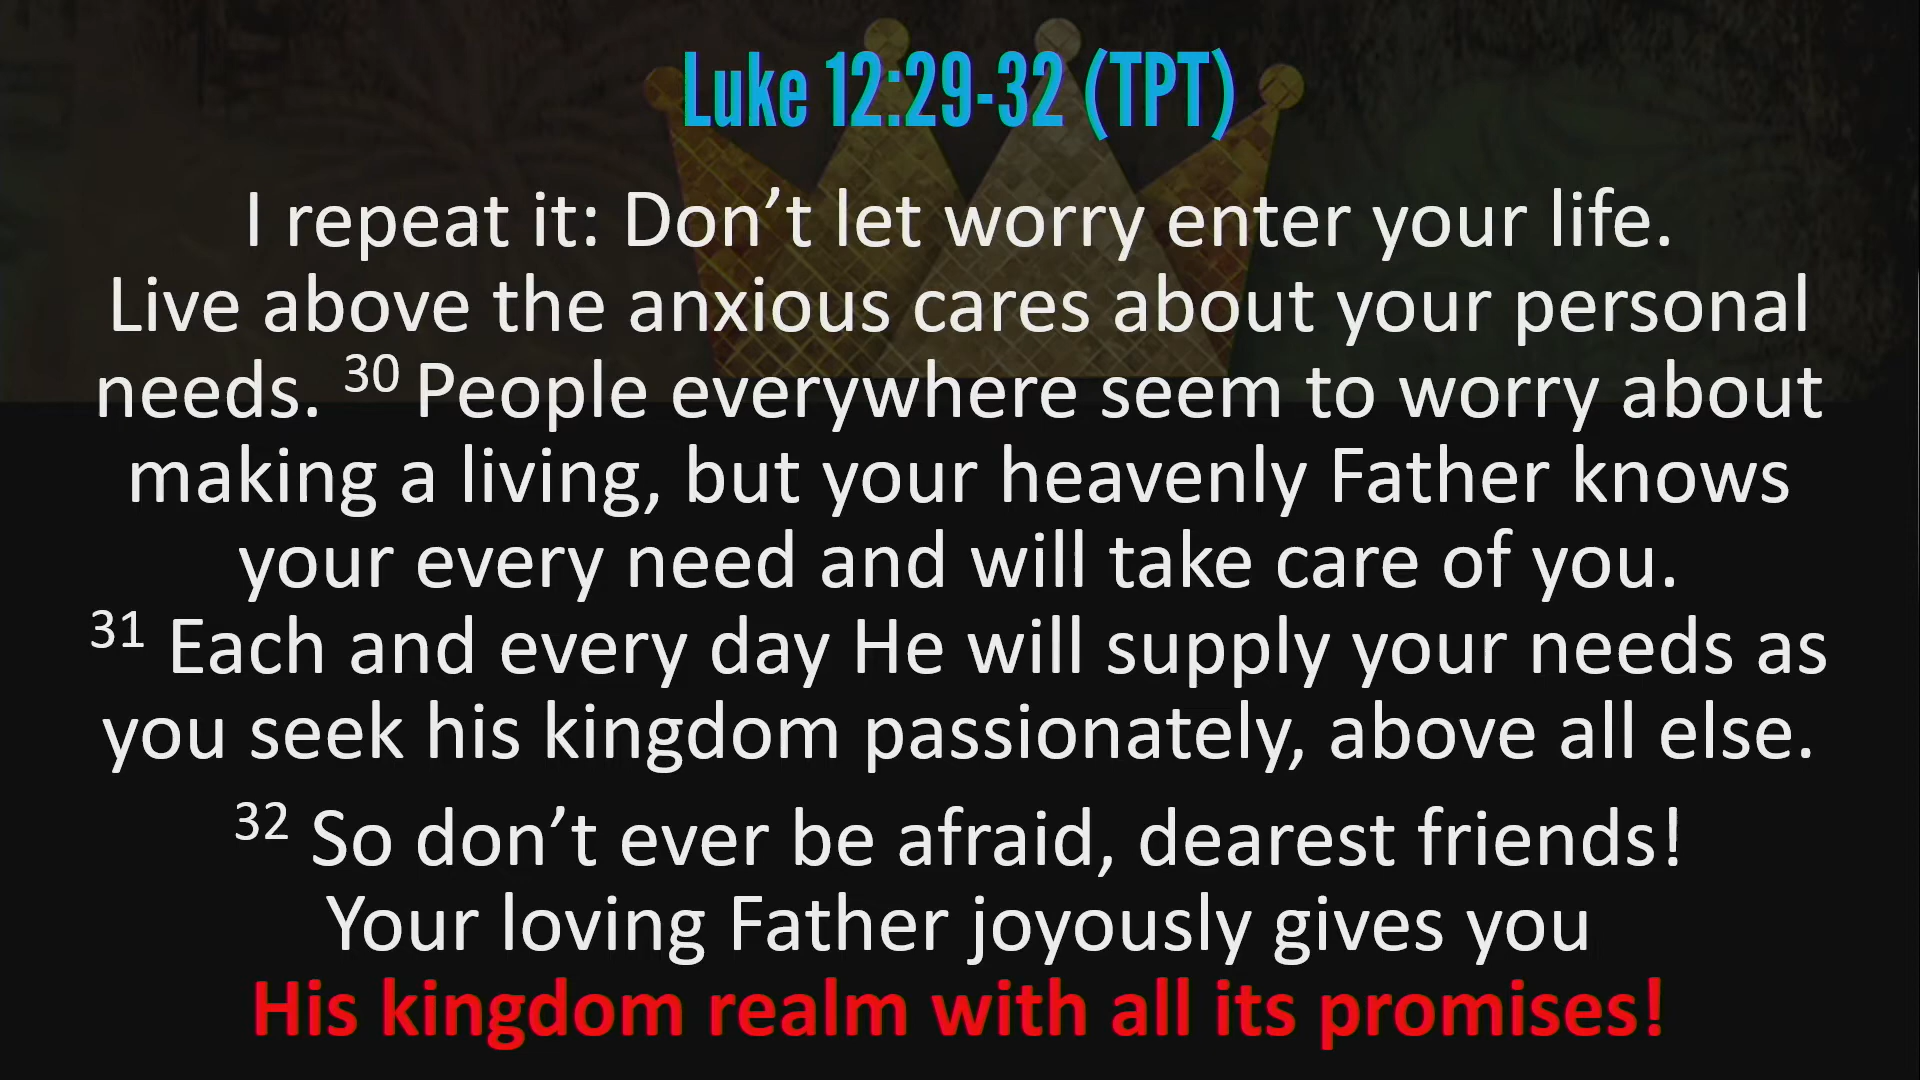 Luke 12:29-32 (TPT)
I repeat it: Don’t let worry enter your life.
Live above the anxious cares about your personal
needs. 30 People everywhere seem to worry about
making a living, but your heavenly Father knows
your every need and will take care of you.
31 Each and every day He will supply your needs as
you seek his kingdom passionately, above all else.
32 So don’t ever be afraid, dearest friends!
Your loving Father joyously gives you
His kingdom realm with all its promises!